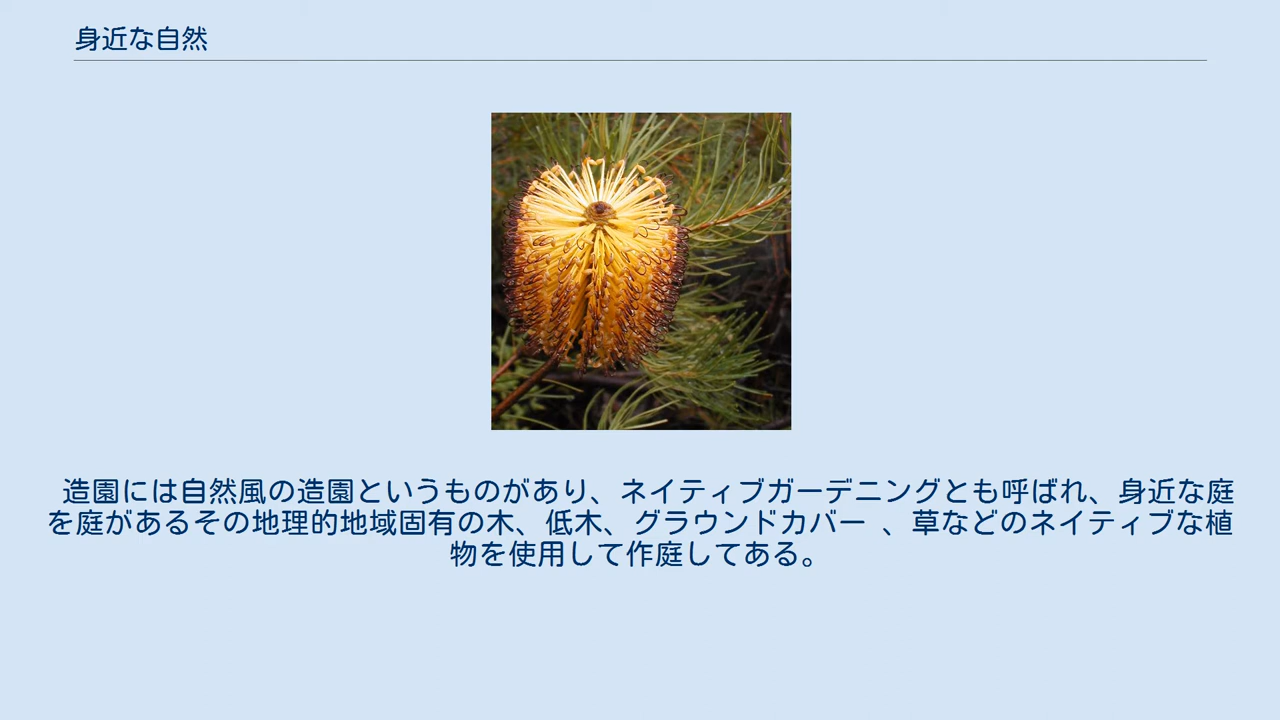 身近な自然
造園には自然風の造園というものがあり、ネイティブガーデニングとも呼ばれ、身近な庭
を庭があるその地理的地域固有の木、低木、グラウンドカバー 、草などのネイティブな植
物を使用して作庭してある。